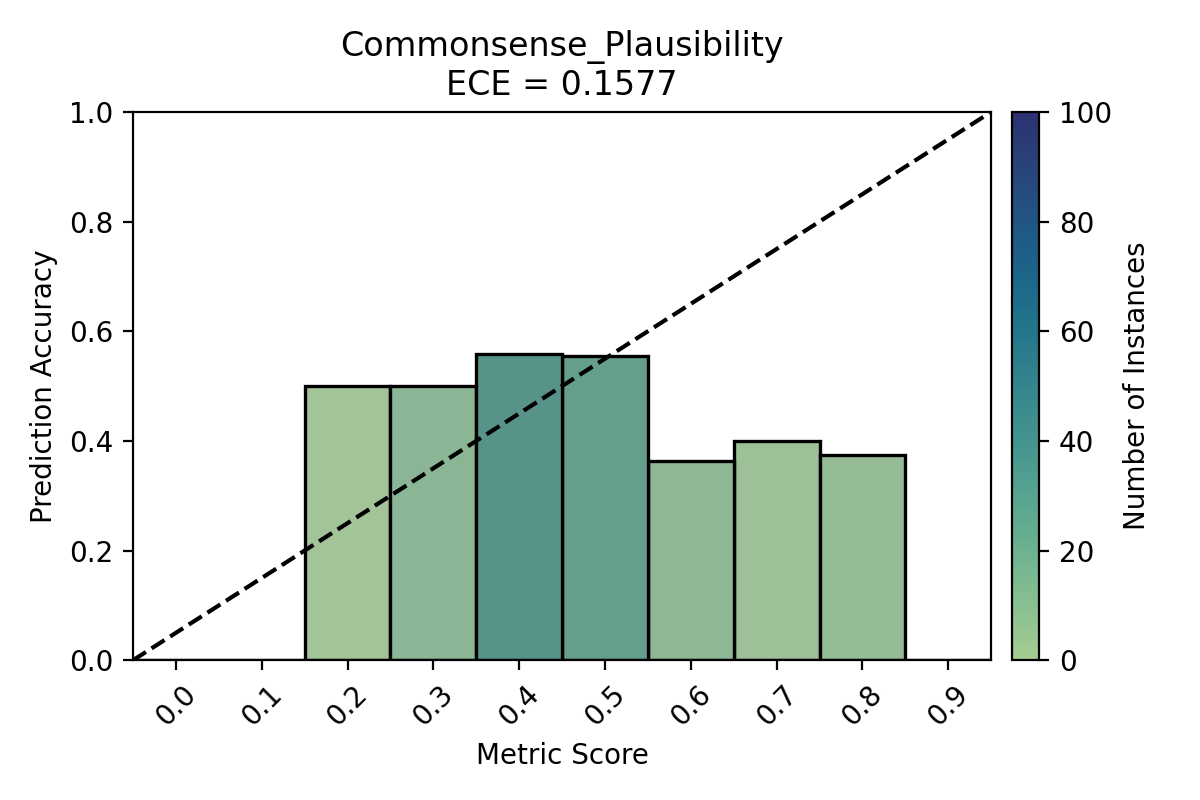 Commonsense_Plausibility
ECE = 0.1577
1.0
0.8
0.6
0.4
0.2
0.0
Prediction Accuracy
0.0 0.1 0.2 0.3 0.4 0.5 0.6 0.7 0.8 0.9
Metric Score
100
80
60
40
20
0
Number of Instances